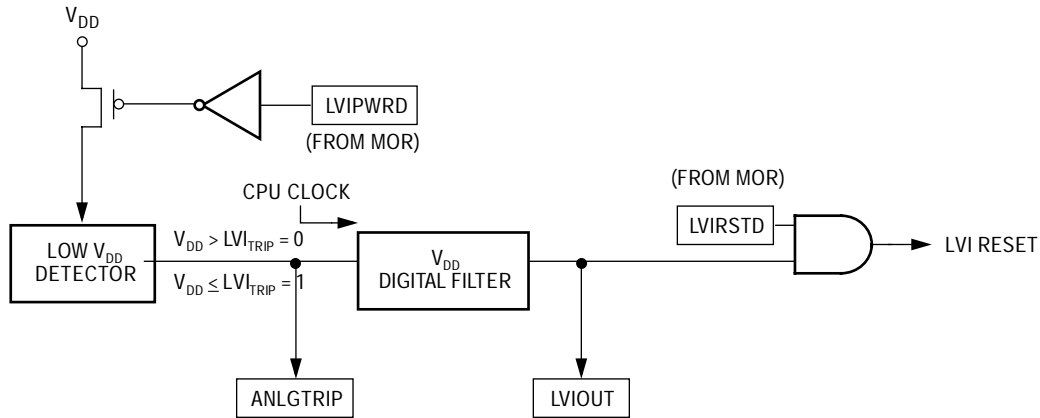 VDD
LVIPWRD
(FROM MOR)
(FROM MOR)
CPU CLOCK
LVIRSTD
LOW VDD
DETECTOR
VDD > LVITRIP = 0
VDD ≤ LVITRIP = 1
VDD
DIGITAL FILTER
LVI RESET
ANLGTRIP
LVIOUT